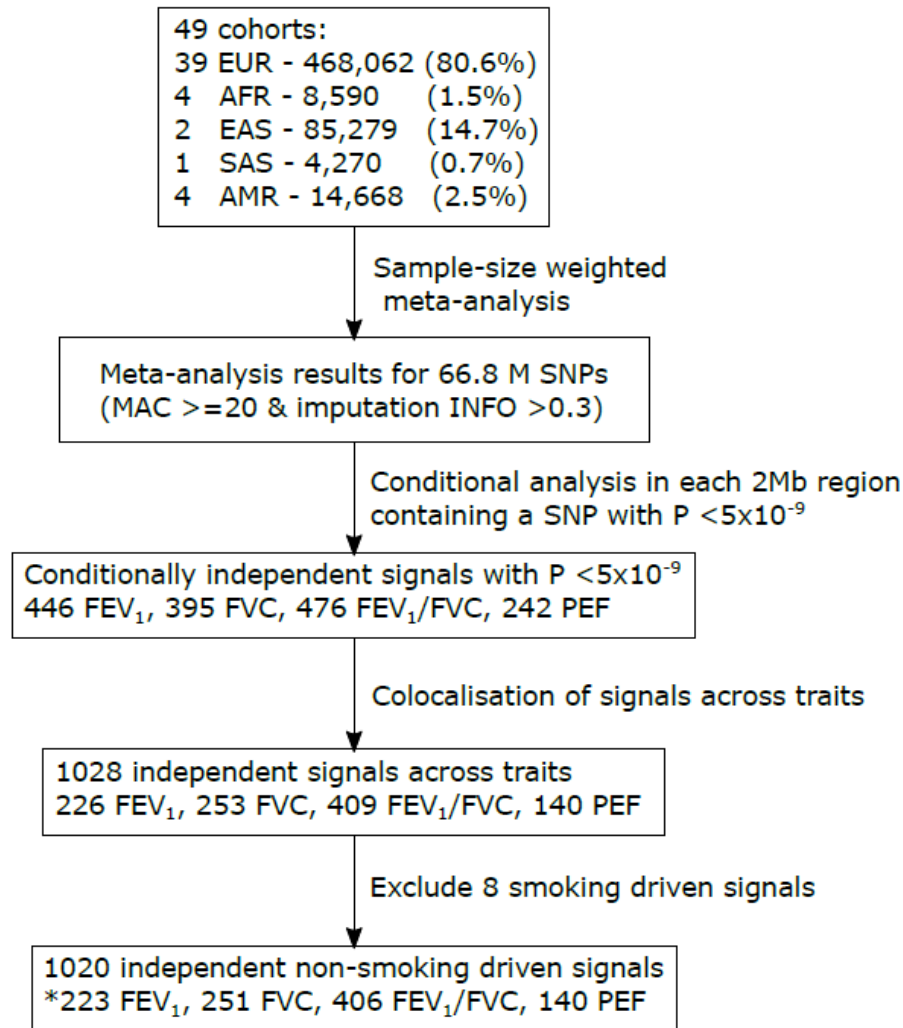 49 cohorts:
39 EUR - 468,062 (80.6%)
4 AFR - 8,590 (1.5%)
2 EAS - 85,279 (14.7%)
1 SAS - 4,270 (0.7%)
4 AMR - 14,668 (2.5%)
Sample-size weighted
meta-analysis
Meta-analysis results for 66.8 M SNPs
(MAC >=20 & imputation INFO >0.3)
Conditional analysis in each 2Mb region
containing a SNP with P <5x10⁻⁹
Conditionally independent signals with P <5x10⁻⁹
446 FEV₁, 395 FVC, 476 FEV₁/FVC, 242 PEF
Colocalisation of signals across traits
1028 independent signals across traits
226 FEV₁, 253 FVC, 409 FEV₁/FVC, 140 PEF
Exclude 8 smoking driven signals
1020 independent non-smoking driven signals
*223 FEV₁, 251 FVC, 406 FEV₁/FVC, 140 PEF